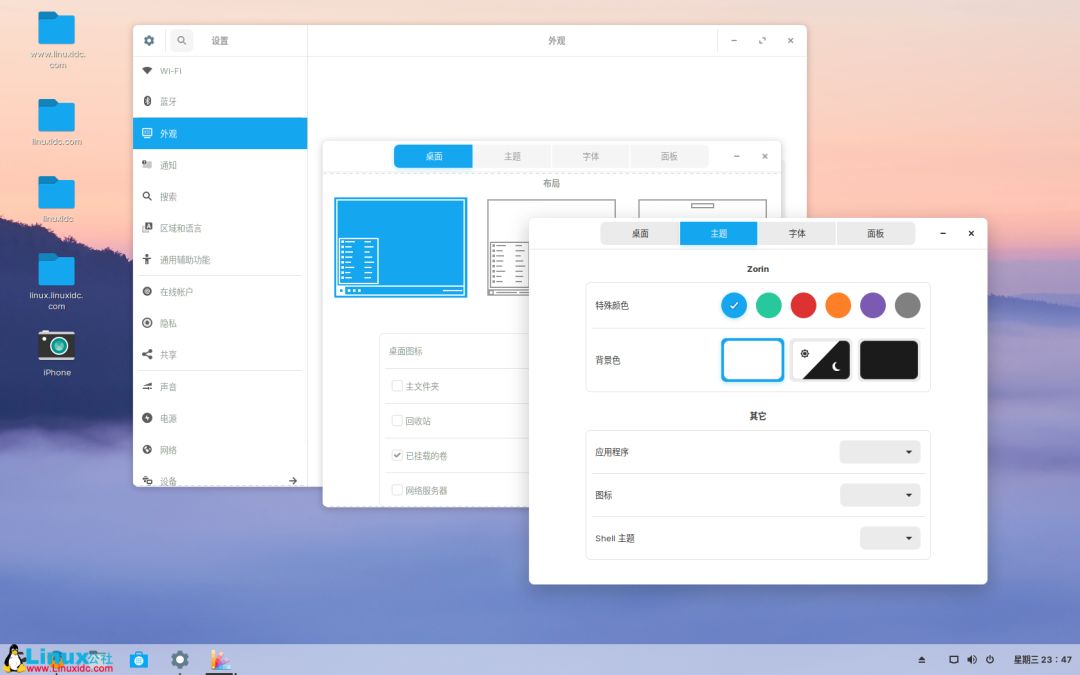 www.linuxidc.
com
linuxidc.com
linuxidc
linux.linuxidc.
com
iPhone
设置
外观
Wi-Fi
蓝牙
外观
通知
搜索
区域和语言
通用辅助功能
在线帐户
隐私
共享
声音
电源
网络
设备
桌面
主题
字体
面板
布局
桌面图标
主文件夹
回收站
已挂载的卷
网络服务器
桌面
主题
字体
面板
Zorin
特殊颜色
背景色
其它
应用程序
图标
Shell 主题
Linux公社
www.Linuxidc.com
星期三 23：47